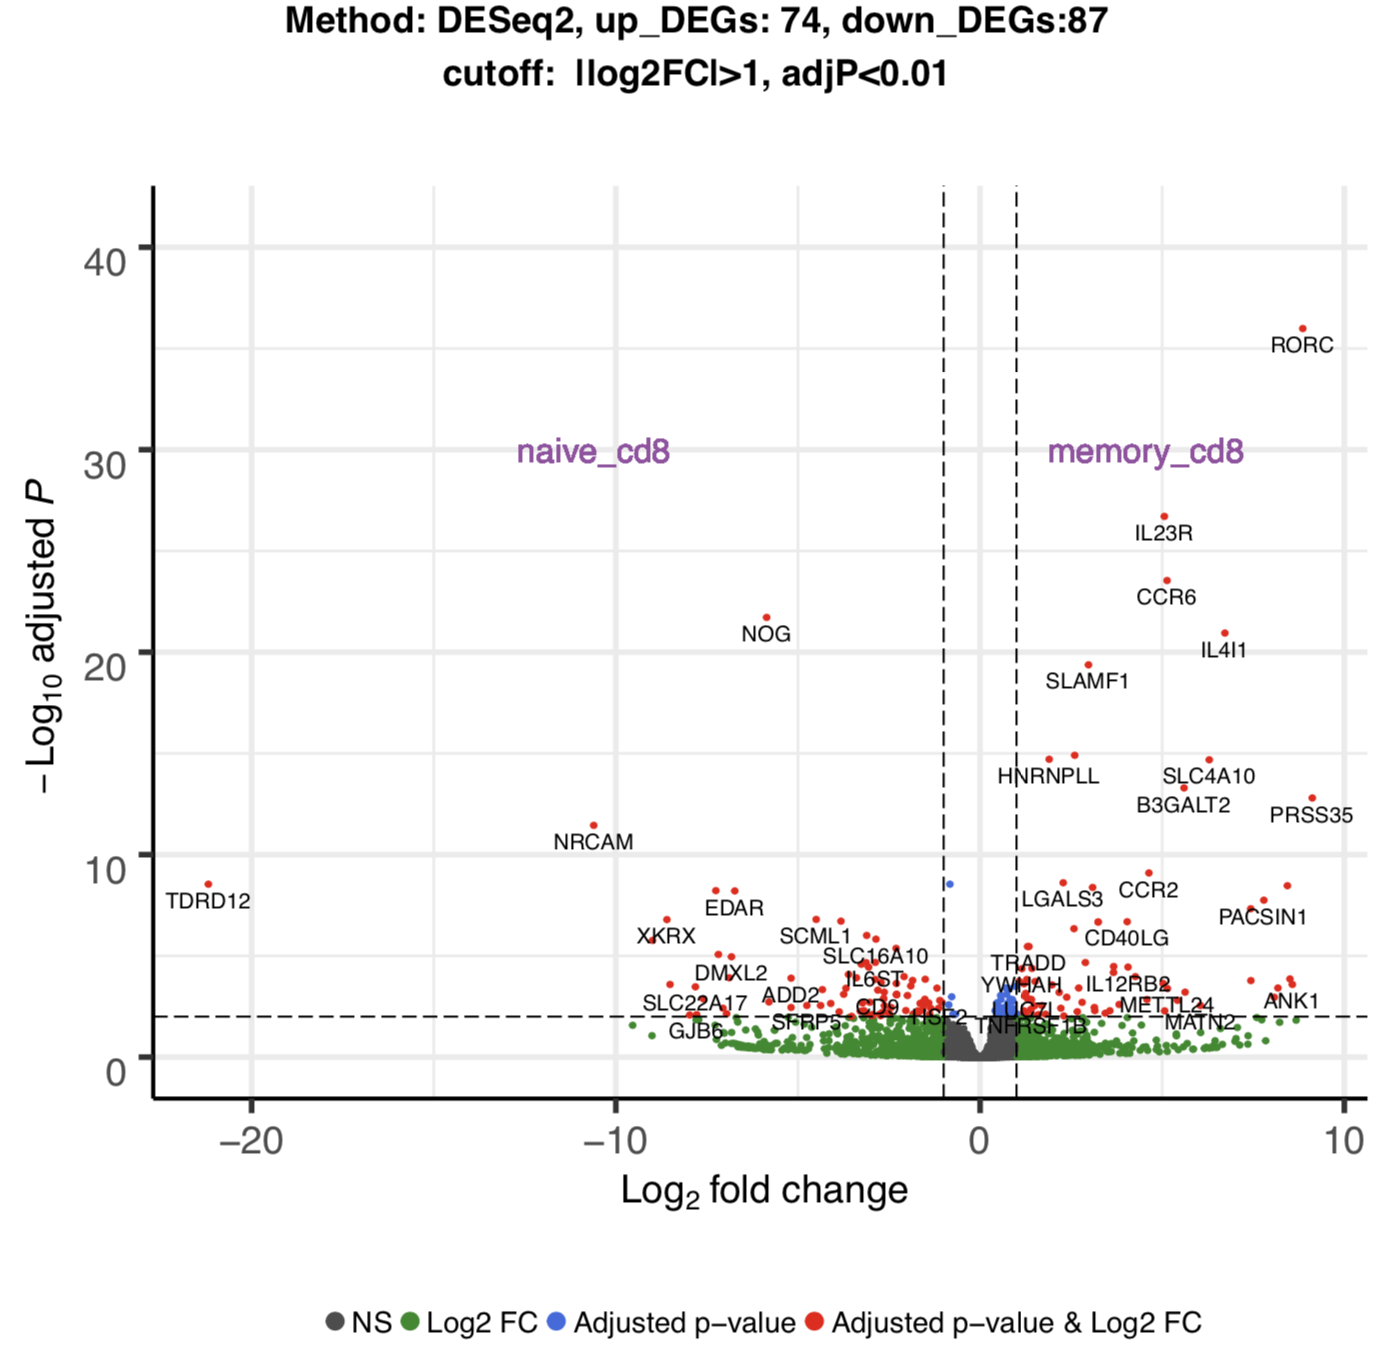 Method: DESeq2, up_DEGs: 74, down_DEGs:87
cutoff:  |log2FC|>1, adjP<0.01
40
30
20
10
0
−Log10 adjusted P
naive_cd8
memory_cd8
RORC
IL23R
CCR6
NOG
IL4I1
SLAMF1
HNRNPLL
SLC4A10
B3GALT2
PRSS35
NRCAM
TDRD12
EDAR
LGALS3
CCR2
PACSIN1
XKRX
SCML1
CD40LG
SLC16A10
TRADD
DMXL2
IL6ST
YWHAH
IL12RB2
SLC22A17
ADD2
CD9
UC7L
METTL24
ANK1
HSF2
GJB6
SFRP5
TNFRSF1B
MATN2
−20
−10
0
10
Log2 fold change
NS
Log2 FC
Adjusted p−value
Adjusted p−value & Log2 FC